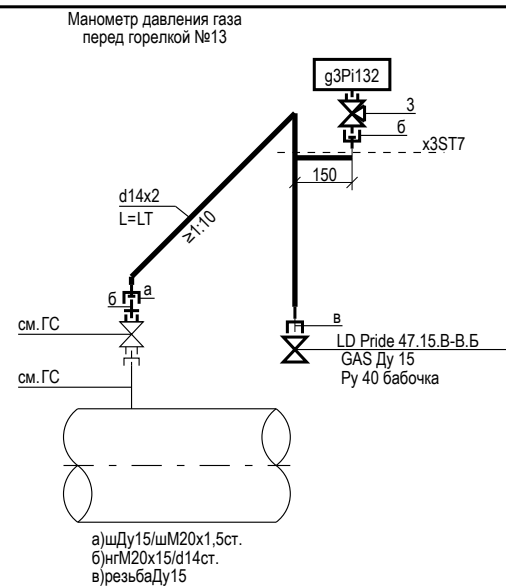 Манометр давления газа
перед горелкой №13
g3Pi132
3
б
x3ST7
150
d14x2
L=LT
≥1:10
а
б
см.ГС
в
LD Pride 47.15.В-В.Б
GAS Ду 15
Ру 40 бабочка
см.ГС
а)шДу15/шМ20х1,5ст.
б)нгМ20х15/d14ст.
в)резьбаДу15